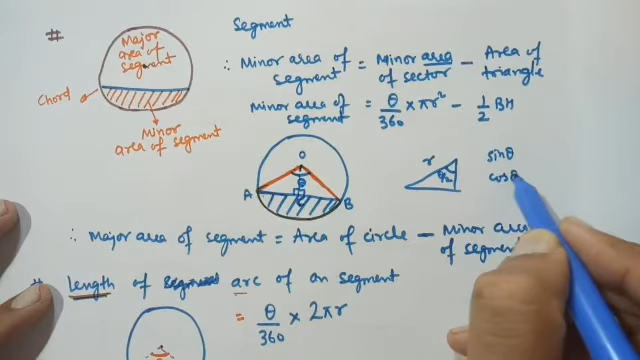 #
Segment
Major
area of
segment
Chord
Minor
area of segment
∴ Minor area of segment = Minor area of sector − Area of triangle
Minor area of segment = θ/360 × πr² − 1/2 BH
O
θ
A
B
r
θ/2
sinθ
cosθ
∴ Major area of segment = Area of circle − Minor area of segment
# Length of arc of an segment
= θ/360 × 2πr